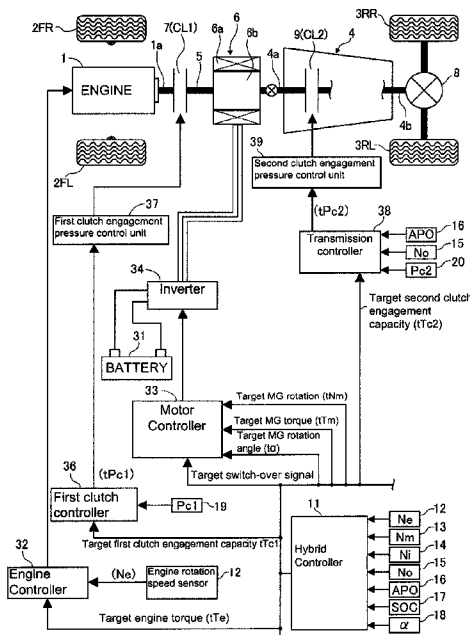 2FR
7(CL1)
6
6a
6b
9(CL2)
4
3RR
1
1a
5
4a
8
ENGINE
4b
2FL
3RL
39
Second clutch engagement
pressure control unit
37
First clutch engagement
pressure control unit
(tPc2)
38
Transmission
controller
16
APO
15
No
20
Pc2
34
Inverter
31
BATTERY
Target second clutch
engagement
capacity (tTc2)
33
Motor
Controller
Target MG rotation (tNm)
Target MG torque (tTm)
Target MG rotation
angle (tα)
Target switch-over signal
(tPc1)
36
First clutch
controller
Pc1
19
Target first clutch engagement capacity tTc1
11
Hybrid
Controller
Ne
12
Nm
13
Ni
14
No
15
APO
16
SOC
17
α
18
32
Engine
Controller
(Ne)
Engine rotation
speed sensor
12
Target engine torque (tTe)